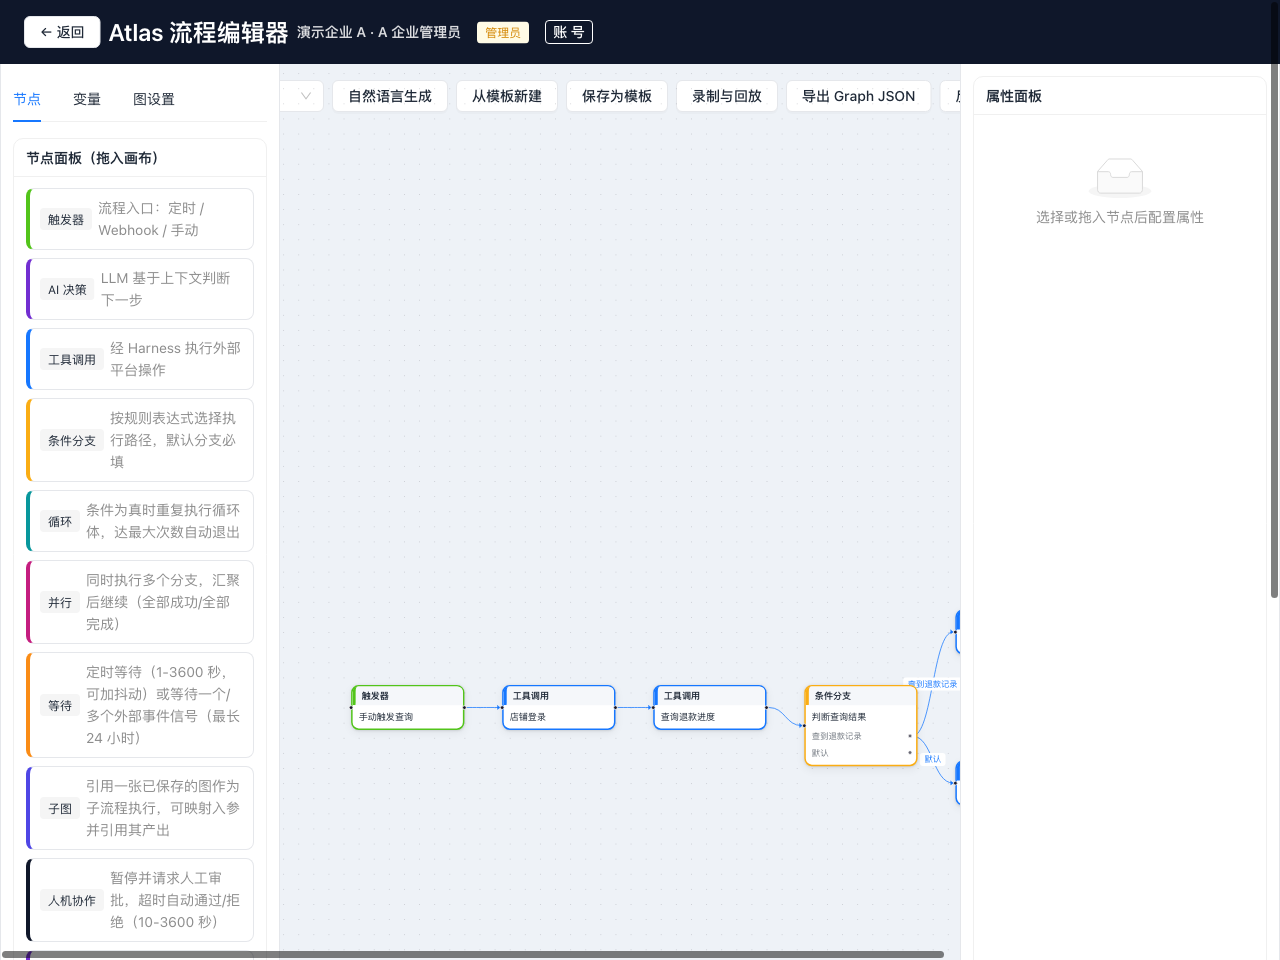 ← 返回
Atlas 流程编辑器
演示企业 A · A 企业管理员
管理员
账 号
节点
变量
图设置
自然语言生成
从模板新建
保存为模板
录制与回放
导出 Graph JSON
属性面板
节点面板（拖入画布）
触发器
流程入口：定时 /
Webhook / 手动
AI 决策
LLM 基于上下文判断
下一步
工具调用
经 Harness 执行外部
平台操作
条件分支
按规则表达式选择执
行路径，默认分支必
填
循环
条件为真时重复执行循环
体，达最大次数自动退出
并行
同时执行多个分支，汇聚
后继续（全部成功/全部
完成）
等待
定时等待（1-3600 秒，
可加抖动）或等待一个/
多个外部事件信号（最长
24 小时）
子图
引用一张已保存的图作为
子流程执行，可映射入参
并引用其产出
人机协作
暂停并请求人工审
批，超时自动通过/拒
绝（10-3600 秒）
触发器
手动触发查询
工具调用
店铺登录
工具调用
查询退款进度
条件分支
判断查询结果
查到退款记录
默认
查到退款记录
默认
选择或拖入节点后配置属性